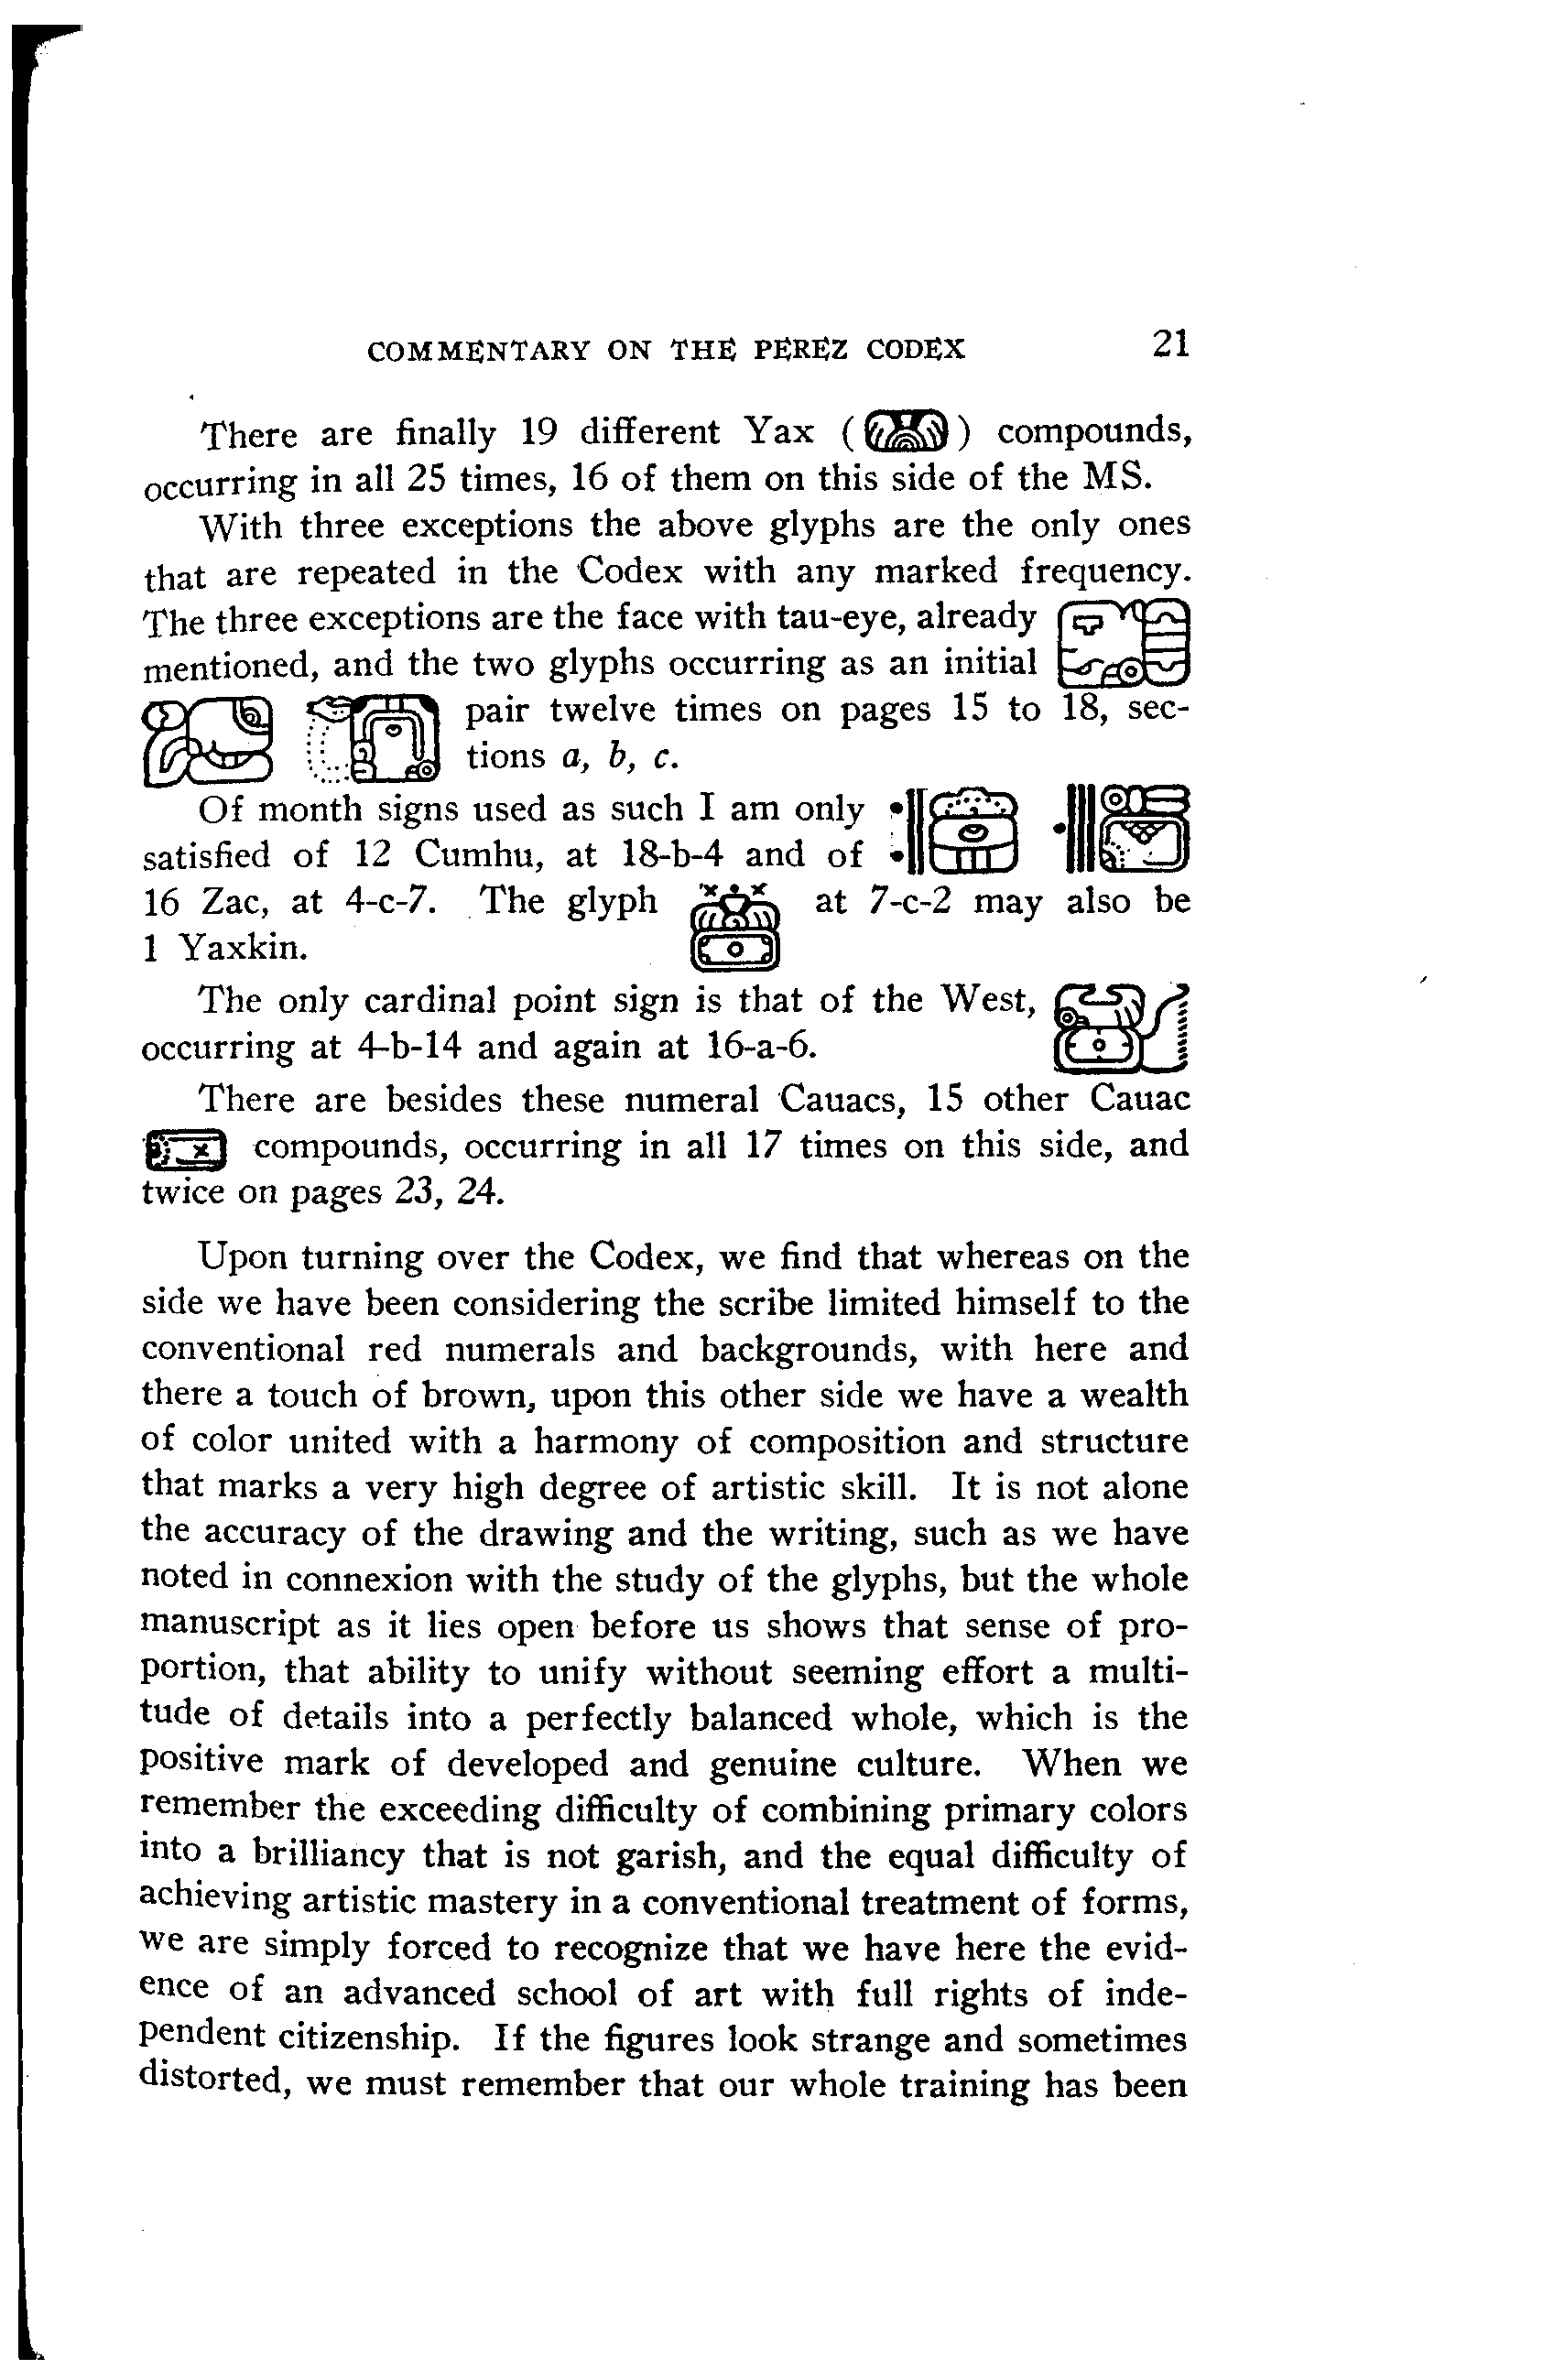 COMMENTARY ON THE PEREZ CODEX 21
There are finally 19 different Yax ( ) compounds,
occurring in all 25 times, 16 of them on this side of the MS.
With three exceptions the above glyphs are the only ones
that are repeated in the Codex with any marked frequency.
The three exceptions are the face with tau-eye, already
mentioned, and the two glyphs occurring as an initial
pair twelve times on pages 15 to 18, sec-
tions a, b, c.
Of month signs used as such I am only
satisfied of 12 Cumhu, at 18-b-4 and of
16 Zac, at 4-c-7. The glyph at 7-c-2 may also be
1 Yaxkin.
The only cardinal point sign is that of the West,
occurring at 4-b-14 and again at 16-a-6.
There are besides these numeral Cauacs, 15 other Cauac
compounds, occurring in all 17 times on this side, and
twice on pages 23, 24.
Upon turning over the Codex, we find that whereas on the
side we have been considering the scribe limited himself to the
conventional red numerals and backgrounds, with here and
there a touch of brown, upon this other side we have a wealth
of color united with a harmony of composition and structure
that marks a very high degree of artistic skill. It is not alone
the accuracy of the drawing and the writing, such as we have
noted in connexion with the study of the glyphs, but the whole
manuscript as it lies open before us shows that sense of pro-
portion, that ability to unify without seeming effort a multi-
tude of details into a perfectly balanced whole, which is the
positive mark of developed and genuine culture. When we
remember the exceeding difficulty of combining primary colors
into a brilliancy that is not garish, and the equal difficulty of
achieving artistic mastery in a conventional treatment of forms,
we are simply forced to recognize that we have here the evid-
ence of an advanced school of art with full rights of inde-
pendent citizenship. If the figures look strange and sometimes
distorted, we must remember that our whole training has been